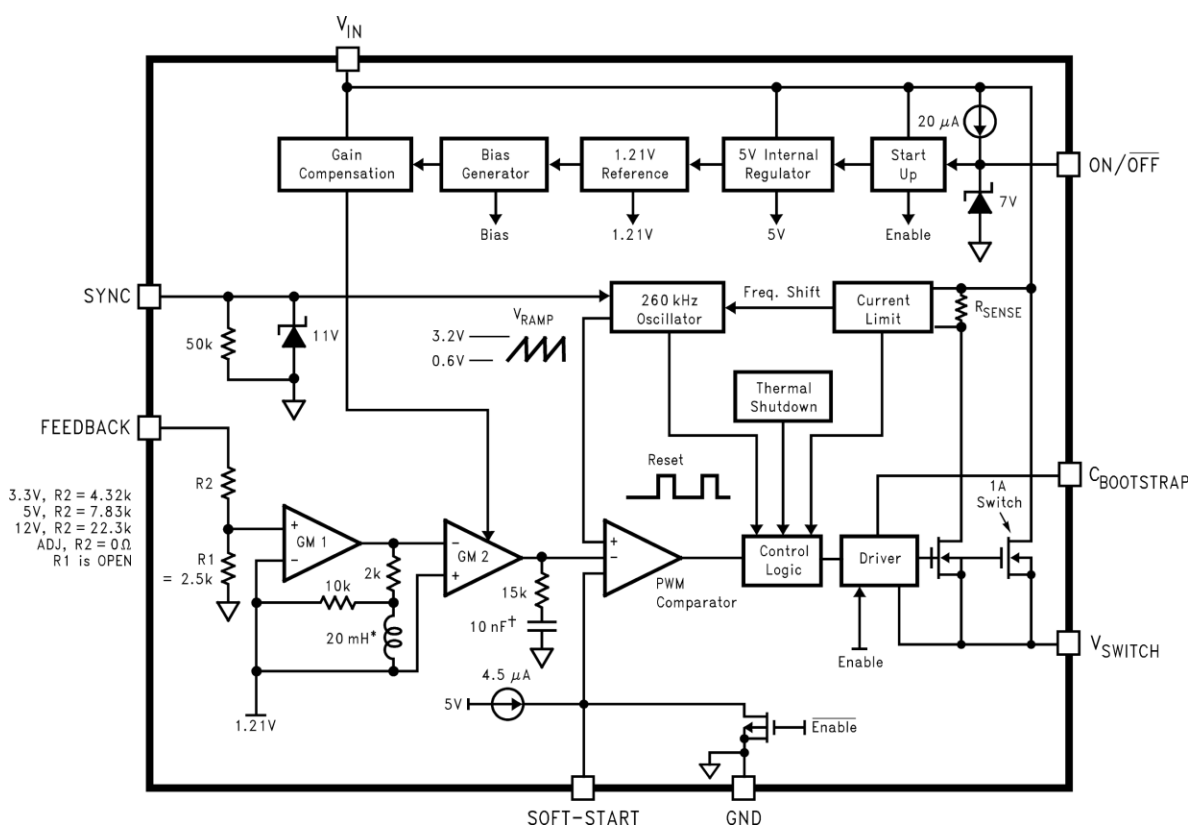 V_IN
20 μA
Gain
Compensation
Bias
Generator
1.21V
Reference
5V Internal
Regulator
Start
Up
ON/O̅F̅F̅
7V
Bias
1.21V
5V
Enable
SYNC
50k
11V
V_RAMP
3.2V
0.6V
260 kHz
Oscillator
Freq. Shift
Current
Limit
R_SENSE
Thermal
Shutdown
FEEDBACK
Reset
R2
3.3V, R2 = 4.32k
5V, R2 = 7.83k
12V, R2 = 22.3k
ADJ, R2 = 0Ω
R1 is OPEN
R1
= 2.5k
+
−
GM 1
2k
10k
20 mH*
1.21V
−
+
GM 2
15k
10 nF†
+
−
PWM
Comparator
Control
Logic
Driver
Enable
1A
Switch
C_BOOTSTRAP
V_SWITCH
4.5 μA
5V
E̅n̅a̅b̅l̅e̅
SOFT-START
GND